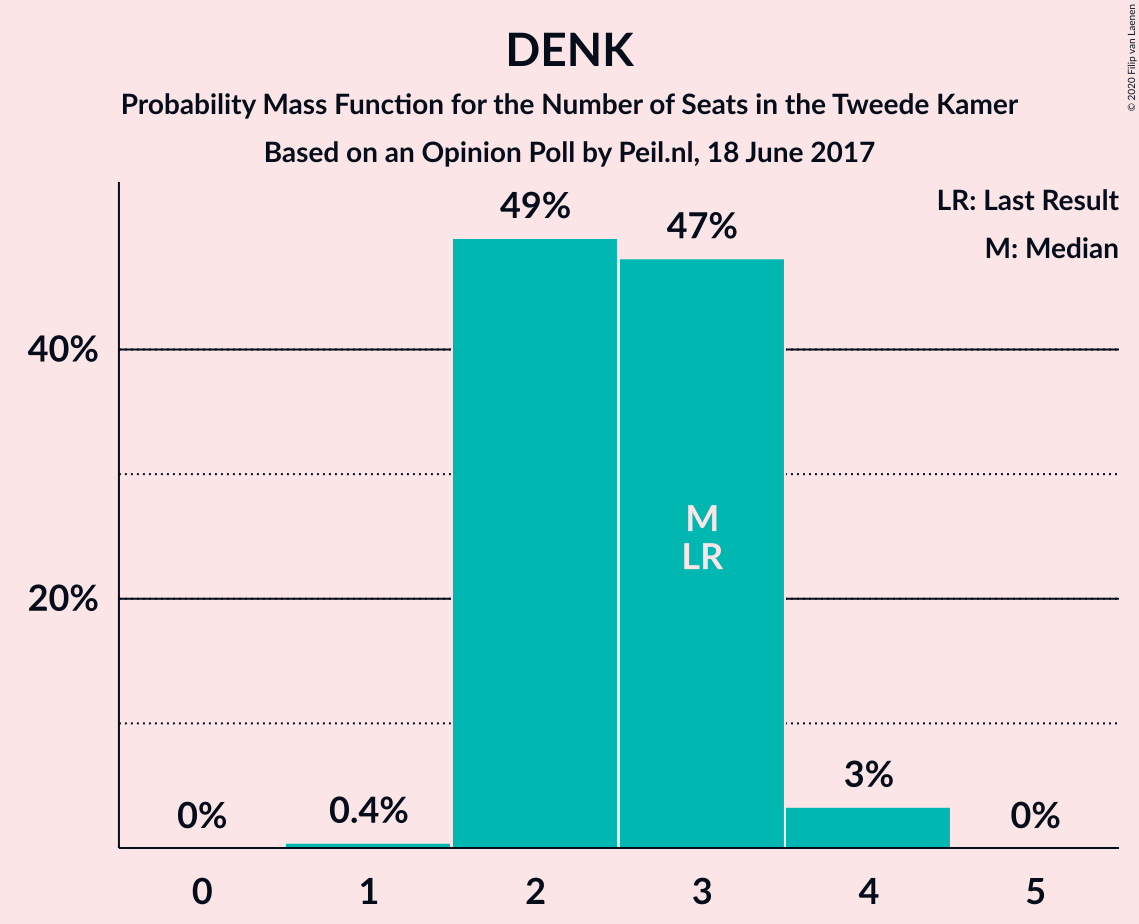 DENK
Probability Mass Function for the Number of Seats in the Tweede Kamer
Based on an Opinion Poll by Peil.nl, 18 June 2017
© 2020 Filip van Laenen
LR: Last Result
M: Median
49%
47%
40%
M
LR
20%
3%
0%
0.4%
0%
0 1 2 3 4 5